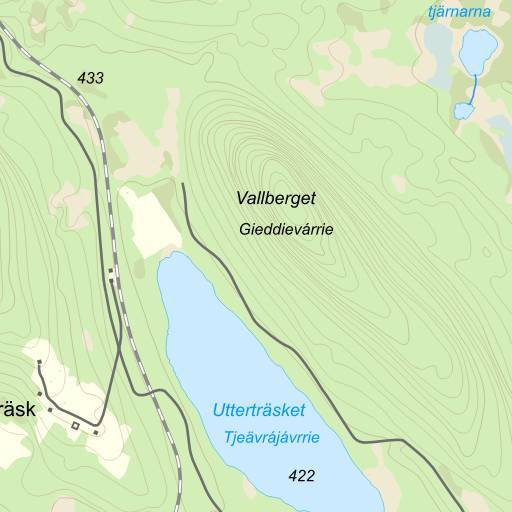 tjärnarna
433
Vallberget
Gieddievárrie
räsk
Utterträsket
Tjeävrájávrrie
422